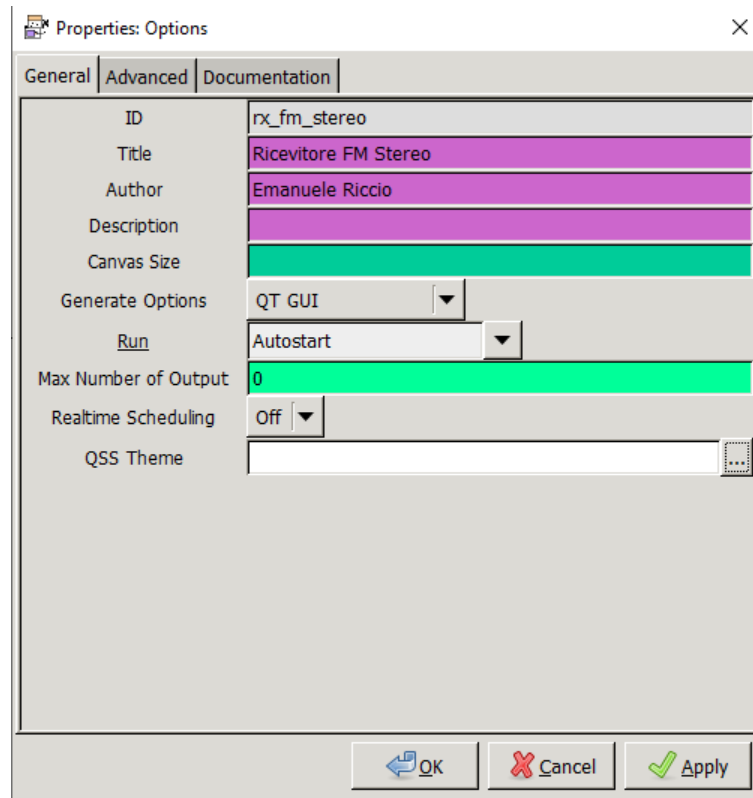 Properties: Options
General Advanced Documentation
ID rx_fm_stereo
Title Ricevitore FM Stereo
Author Emanuele Riccio
Description
Canvas Size
Generate Options QT GUI
Run Autostart
Max Number of Output 0
Realtime Scheduling Off
QSS Theme ...
OK Cancel Apply